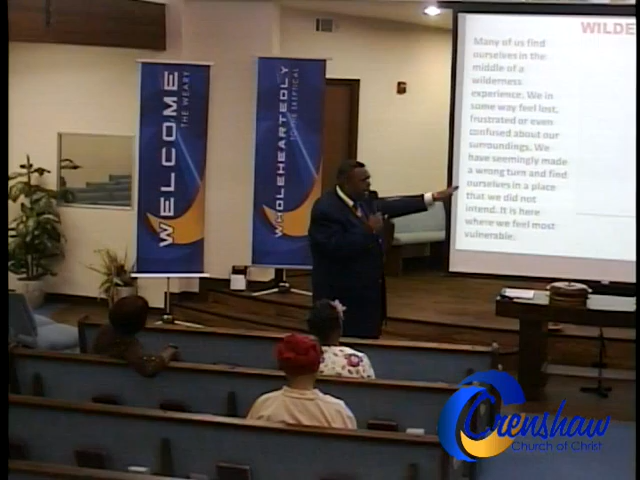 WELCOME
THE WEARY
WHOLEHEARTEDLY
TO THE SKEPTICAL
WILDE
Many of us find
ourselves in the
middle of a
wilderness
experience. We in
some way feel lost,
frustrated or even
confused about our
surroundings. We
have seemingly made
a wrong turn and find
ourselves in a place
that we did not
intend. It is here
where we feel most
vulnerable.
Crenshaw
Church of Christ